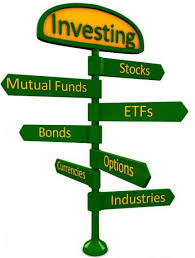 Investing
Stocks
Mutual Funds
ETFs
Bonds
Options
Currencies
Industries